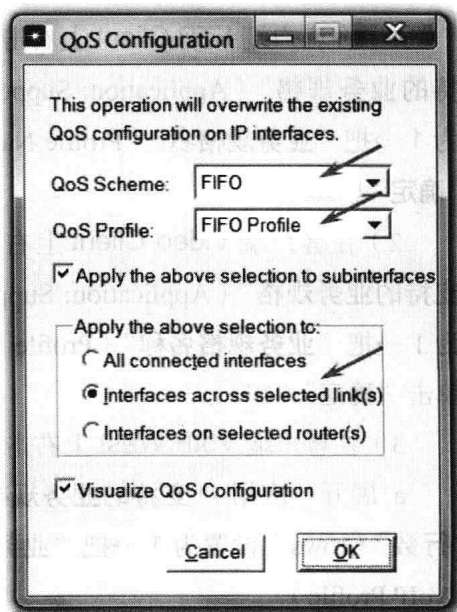 QoS Configuration
This operation will overwrite the existing
QoS configuration on IP interfaces.
QoS Scheme: FIFO
QoS Profile: FIFO Profile
Apply the above selection to subinterfaces
Apply the above selection to:
All connected interfaces
Interfaces across selected link(s)
Interfaces on selected router(s)
Visualize QoS Configuration
Cancel OK